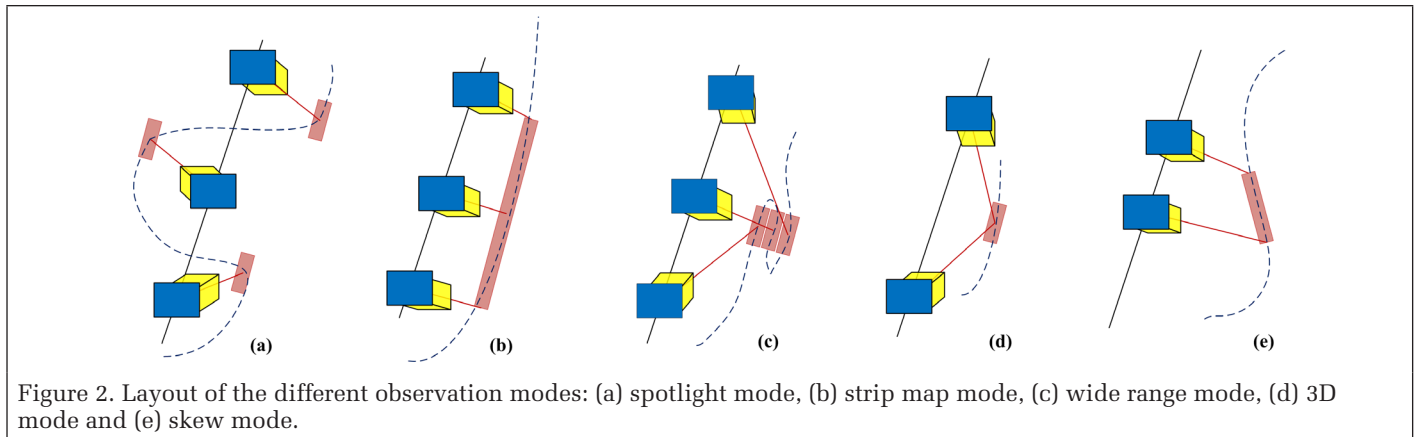 (a) (b) (c) (d) (e)
Figure 2. Layout of the different observation modes: (a) spotlight mode, (b) strip map mode, (c) wide range mode, (d) 3D
mode and (e) skew mode.